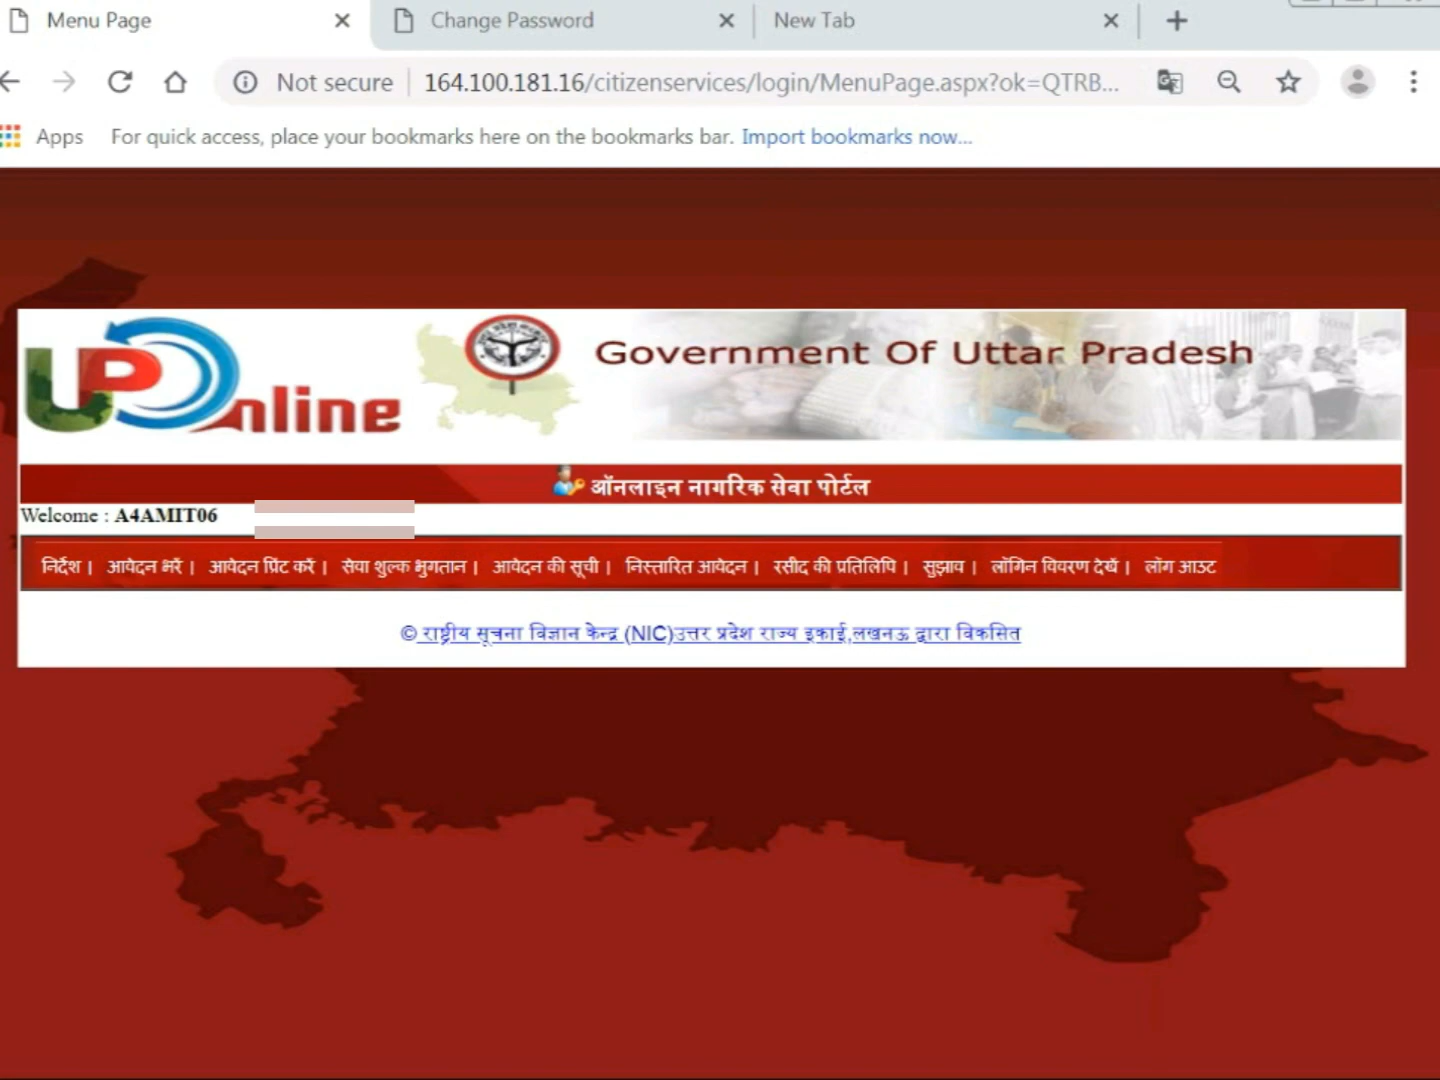 Menu Page
Change Password
New Tab
Not secure
164.100.181.16/citizenservices/login/MenuPage.aspx?ok=QTRB...
Apps
For quick access, place your bookmarks here on the bookmarks bar. Import bookmarks now...
UPOnline
Government Of Uttar Pradesh
ऑनलाइन नागरिक सेवा पोर्टल
Welcome : A4AMIT06
निर्देश | आवेदन भरें | आवेदन प्रिंट करें | सेवा शुल्क भुगतान | आवेदन की सूची | निस्तारित आवेदन | रसीद की प्रतिलिपि | सुझाव | लॉगिन विवरण देखें | लॉग आउट
© राष्ट्रीय सूचना विज्ञान केन्द्र (NIC)उत्तर प्रदेश राज्य इकाई,लखनऊ द्वारा विकसित